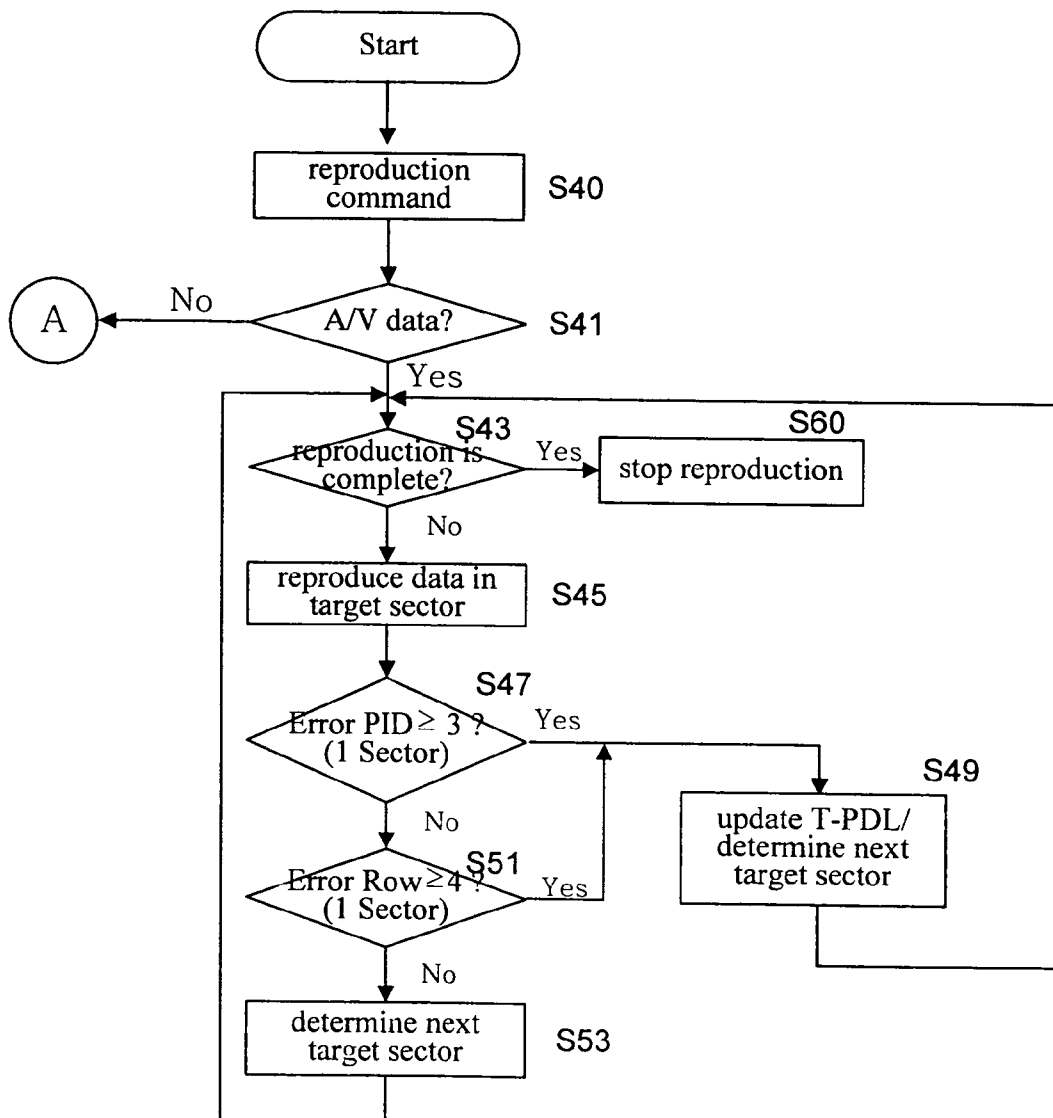 Start
reproduction
command
S40
A/V data?
S41
No
A
Yes
S43
reproduction is
complete?
Yes
S60
stop reproduction
No
reproduce data in
target sector
S45
S47
Error PID ≥ 3 ?
(1 Sector)
Yes
S49
update T-PDL/
determine next
target sector
No
S51
Error Row ≥4 ?
(1 Sector)
Yes
No
determine next
target sector
S53